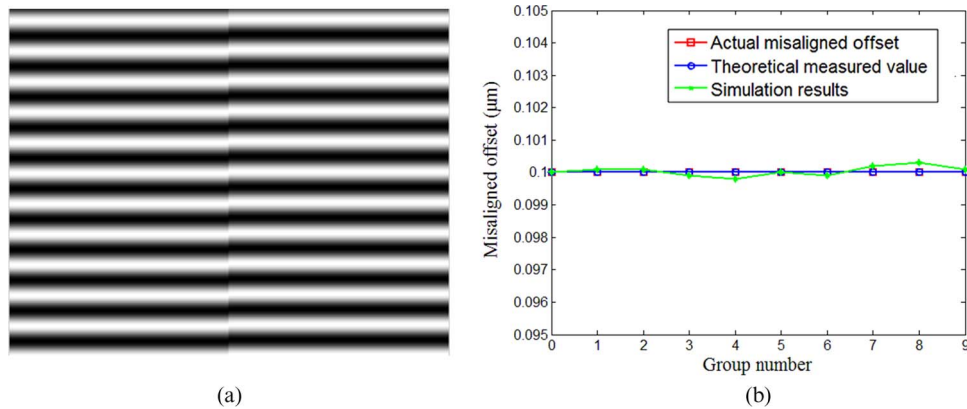 0.105
0.104
0.103
0.102
0.101
0.1
0.099
0.098
0.097
0.096
0.095
Misaligned offset (μm)
Actual misaligned offset
Theoretical measured value
Simulation results
0 1 2 3 4 5 6 7 8 9
Group number
(a)
(b)